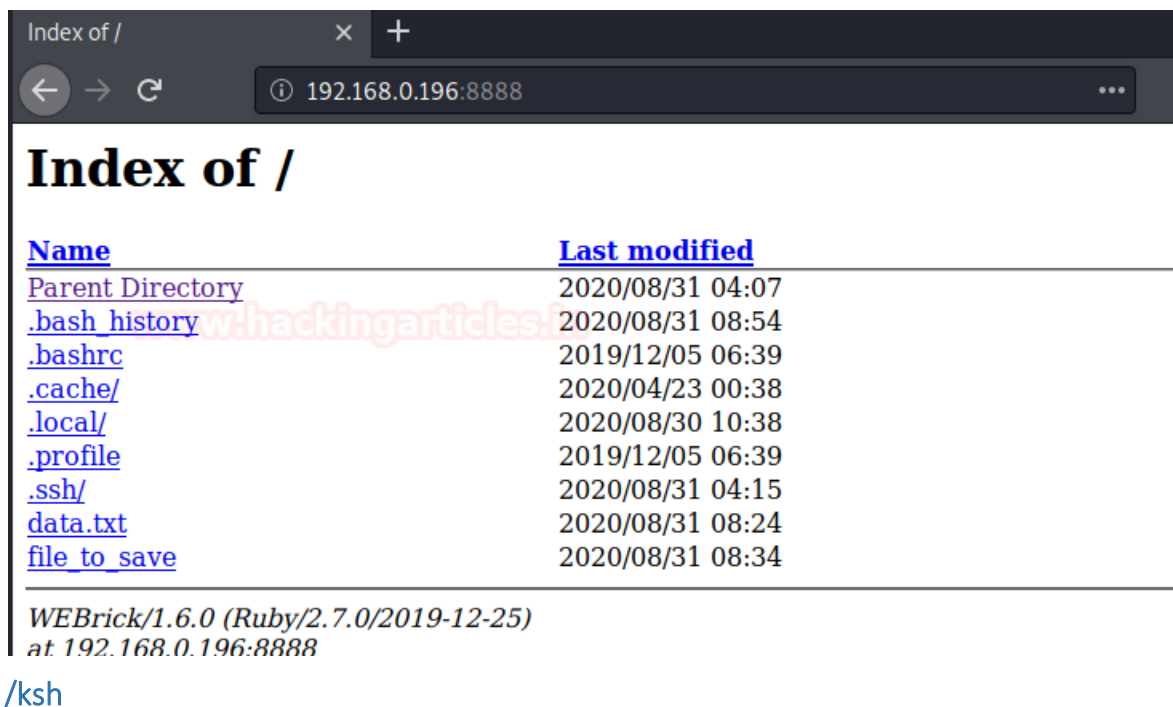 Index of /
192.168.0.196:8888
Index of /
Name Last modified
Parent Directory 2020/08/31 04:07
www.hackingarticles.in
.bash_history 2020/08/31 08:54
.bashrc 2019/12/05 06:39
.cache/ 2020/04/23 00:38
.local/ 2020/08/30 10:38
.profile 2019/12/05 06:39
.ssh/ 2020/08/31 04:15
data.txt 2020/08/31 08:24
file_to_save 2020/08/31 08:34
WEBrick/1.6.0 (Ruby/2.7.0/2019-12-25)
at 192.168.0.196:8888
/ksh